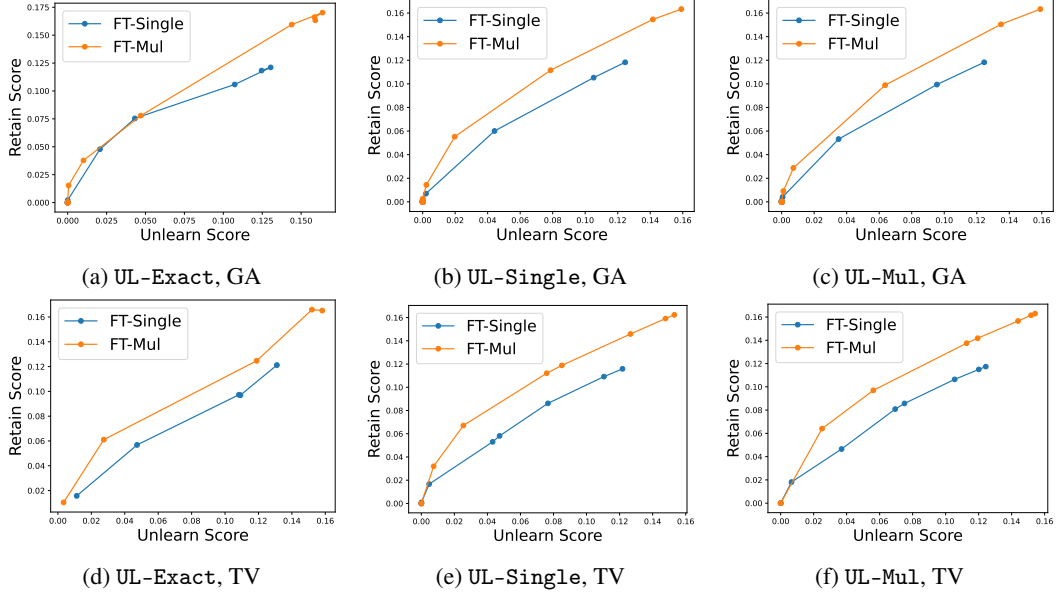 0.175
0.150
0.125
0.100
0.075
0.050
0.025
0.000
Retain Score
FT-Single
FT-Mul
0.000 0.025 0.050 0.075 0.100 0.125 0.150
Unlearn Score
(a) UL-Exact, GA
0.16
0.14
0.12
0.10
0.08
0.06
0.04
0.02
0.00
Retain Score
FT-Single
FT-Mul
0.00 0.02 0.04 0.06 0.08 0.10 0.12 0.14 0.16
Unlearn Score
(b) UL-Single, GA
0.16
0.14
0.12
0.10
0.08
0.06
0.04
0.02
0.00
Retain Score
FT-Single
FT-Mul
0.00 0.02 0.04 0.06 0.08 0.10 0.12 0.14 0.16
Unlearn Score
(c) UL-Mul, GA
0.16
0.14
0.12
0.10
0.08
0.06
0.04
0.02
Retain Score
FT-Single
FT-Mul
0.00 0.02 0.04 0.06 0.08 0.10 0.12 0.14 0.16
Unlearn Score
(d) UL-Exact, TV
0.16
0.14
0.12
0.10
0.08
0.06
0.04
0.02
0.00
Retain Score
FT-Single
FT-Mul
0.00 0.02 0.04 0.06 0.08 0.10 0.12 0.14 0.16
Unlearn Score
(e) UL-Single, TV
0.16
0.14
0.12
0.10
0.08
0.06
0.04
0.02
0.00
Retain Score
FT-Single
FT-Mul
0.00 0.02 0.04 0.06 0.08 0.10 0.12 0.14 0.16
Unlearn Score
(f) UL-Mul, TV